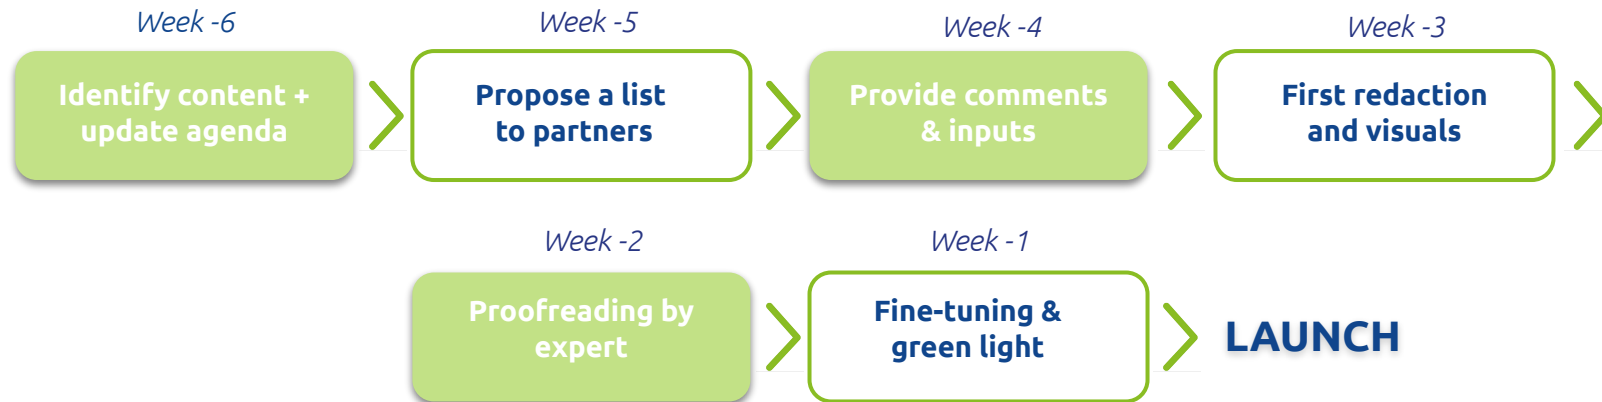 Week -6
Week -5
Week -4
Week -3
Identify content +
update agenda
Propose a list
to partners
Provide comments
& inputs
First redaction
and visuals
Week -2
Week -1
Proofreading by
expert
Fine-tuning &
green light
LAUNCH